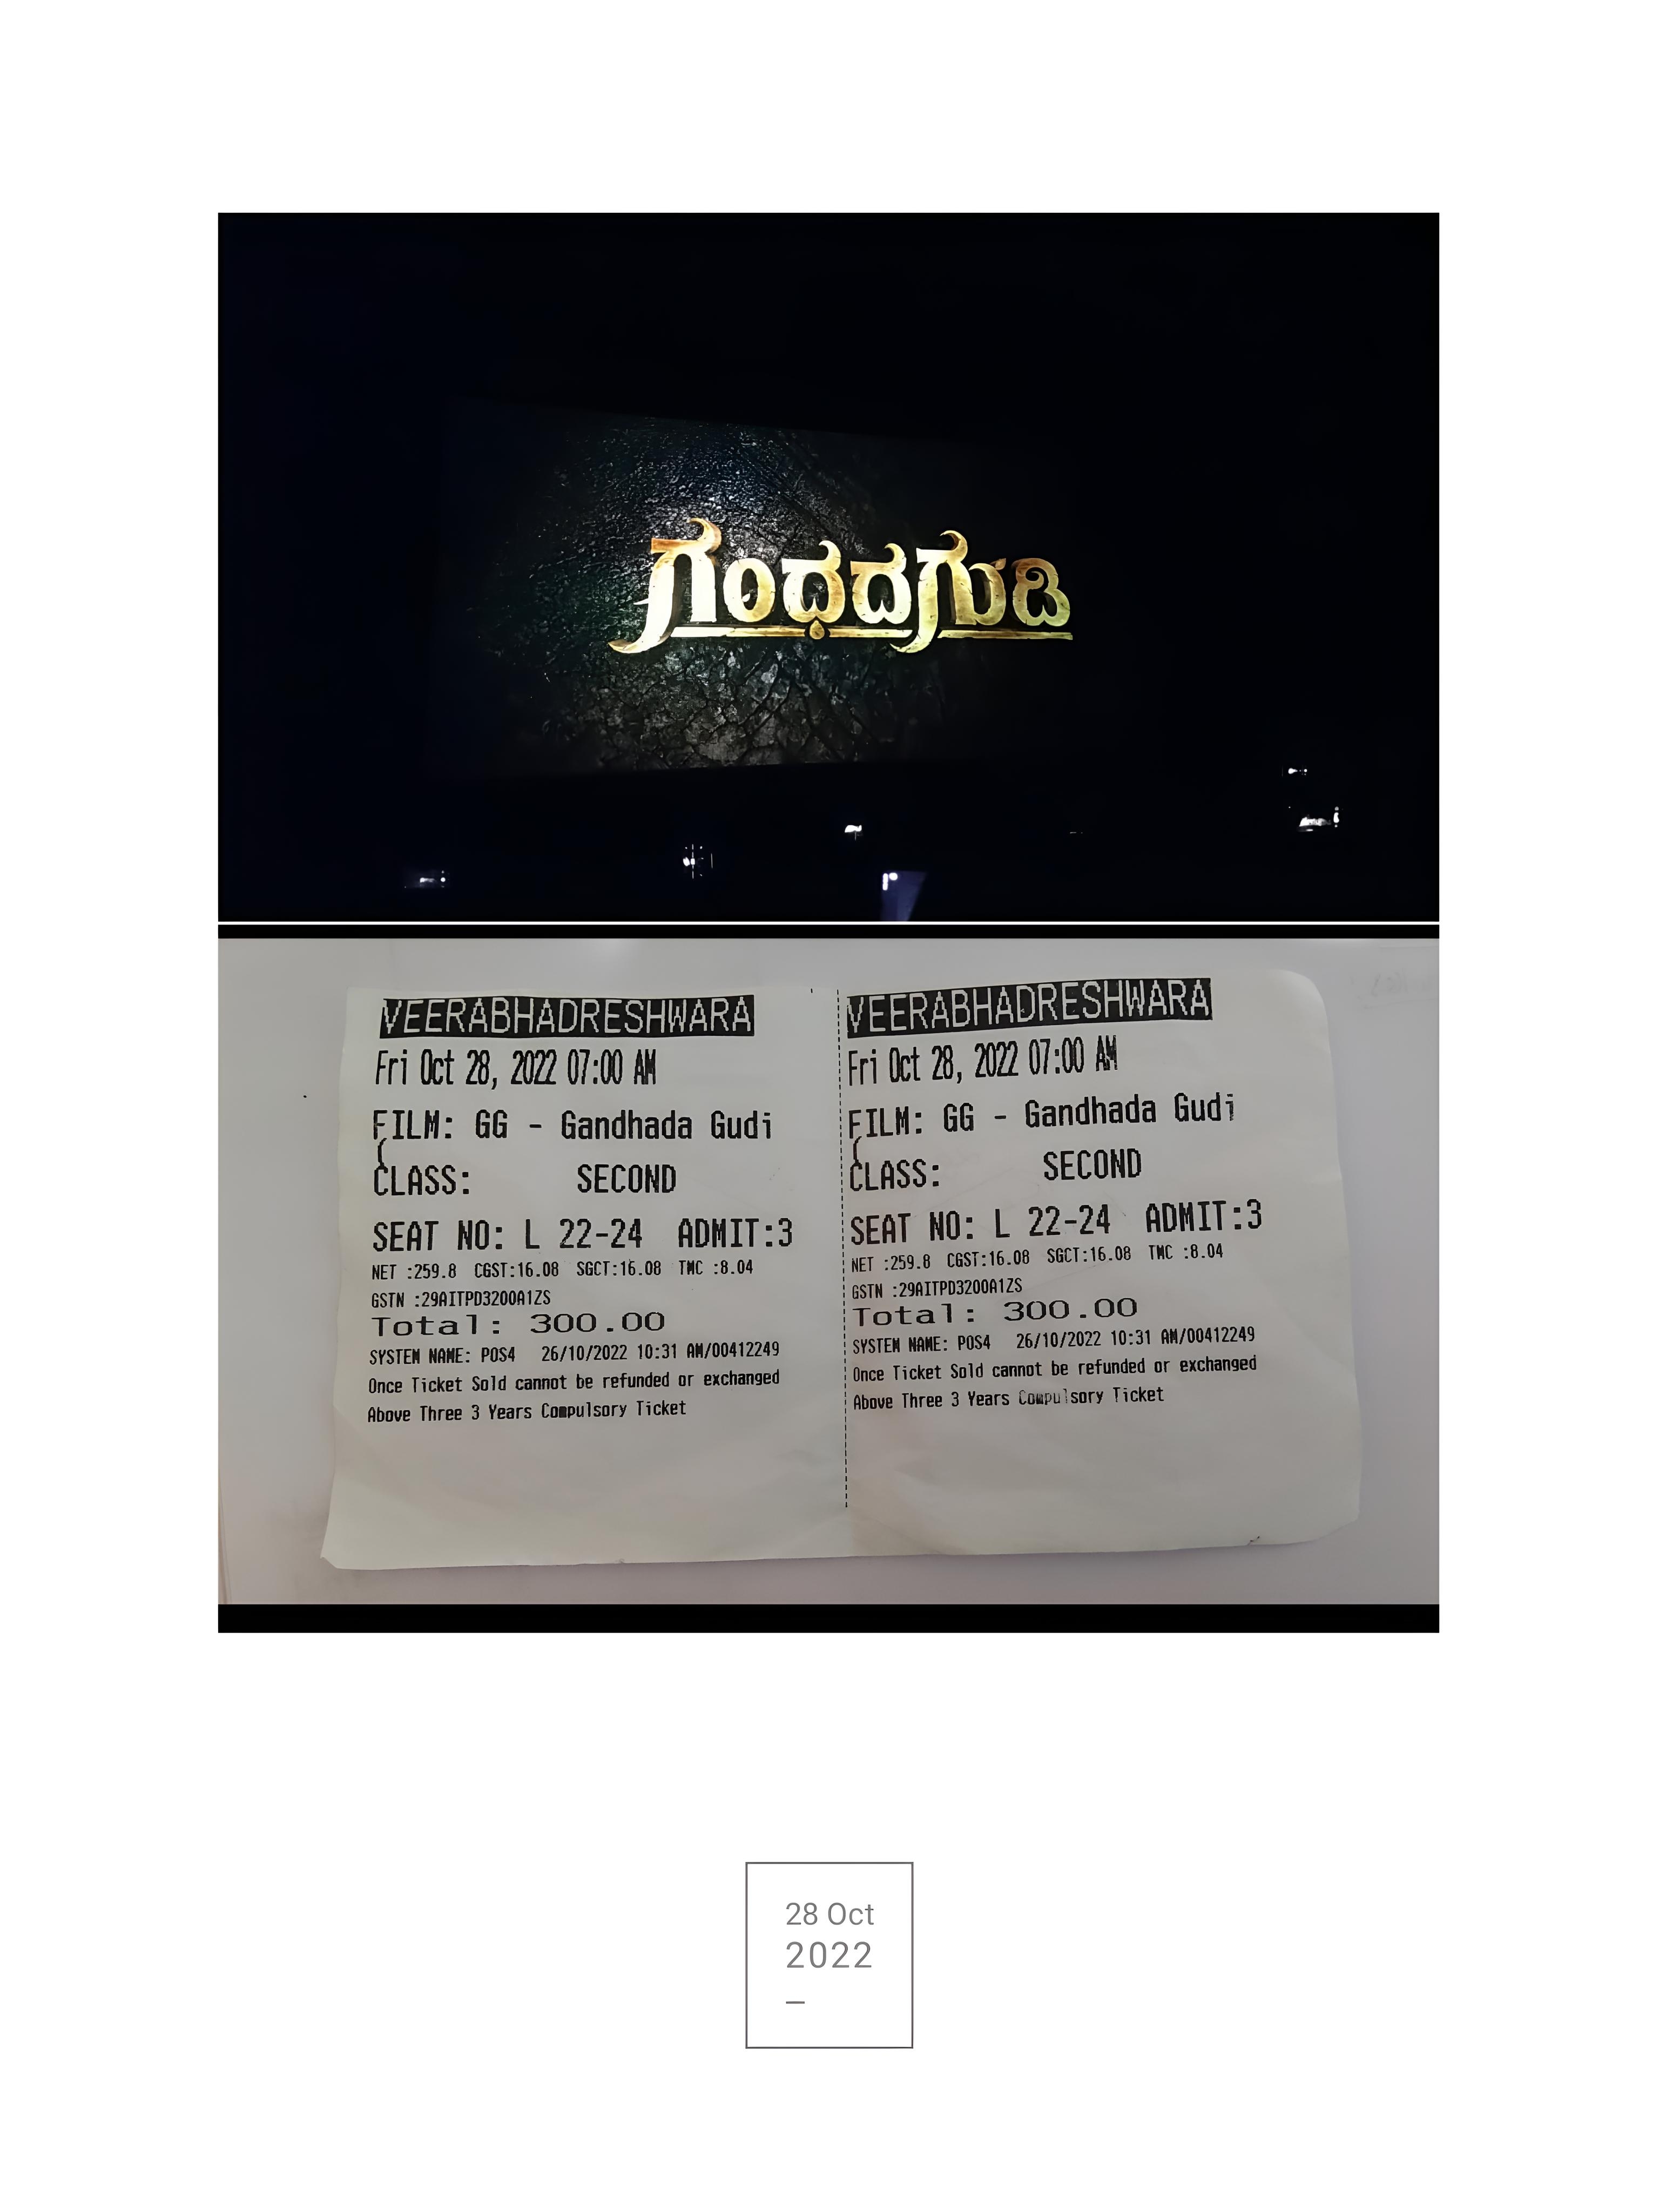 ಗಂಧದಗುಡಿ
VEERABHADRESHWARA
Fri Oct 28, 2022 07:00 AM
FILM: GG - Gandhada Gudi
(
CLASS: SECOND
SEAT NO: L 22-24 ADMIT:3
NET :259.8 CGST:16.08 SGCT:16.08 TMC :8.04
GSTN :29AITPD3200A1ZS
Total: 300.00
SYSTEM NAME: POS4 26/10/2022 10:31 AM/00412249
Once Ticket Sold cannot be refunded or exchanged
Above Three 3 Years Compulsory Ticket
VEERABHADRESHWARA
Fri Oct 28, 2022 07:00 AM
FILM: GG - Gandhada Gudi
(
CLASS: SECOND
SEAT NO: L 22-24 ADMIT:3
NET :259.8 CGST:16.08 SGCT:16.08 TMC :8.04
GSTN :29AITPD3200A1ZS
Total: 300.00
SYSTEM NAME: POS4 26/10/2022 10:31 AM/00412249
Once Ticket Sold cannot be refunded or exchanged
Above Three 3 Years Compulsory Ticket
28 Oct
2022
–